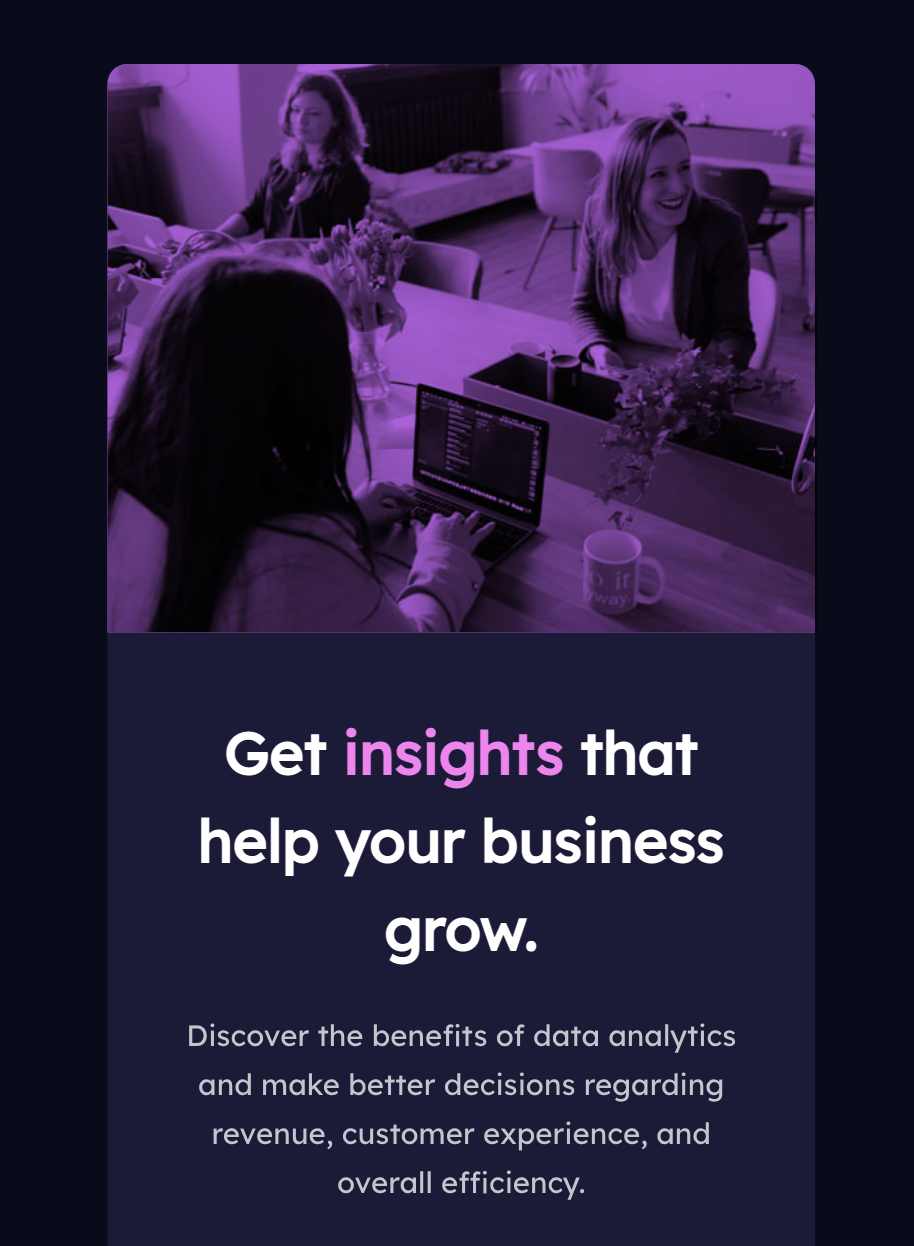 Get insights that
help your business
grow.
Discover the benefits of data analytics
and make better decisions regarding
revenue, customer experience, and
overall efficiency.